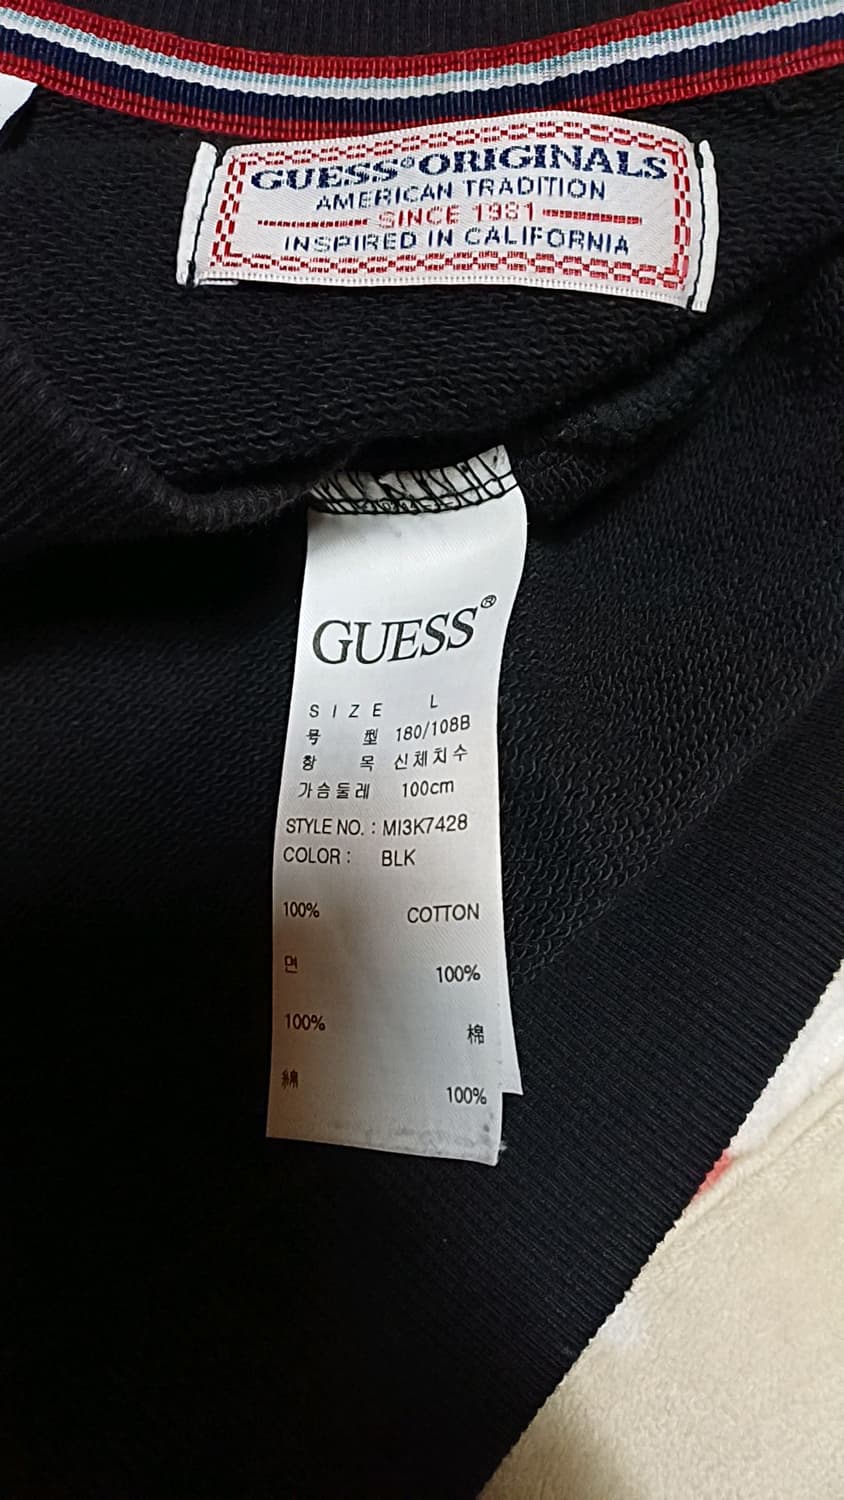 GUESS®ORIGINALS
AMERICAN TRADITION
SINCE 1981
INSPIRED IN CALIFORNIA
GUESS®
SIZE L
号型 180/108B
항목 신체치수
가슴둘레 100cm
STYLE NO. : MI3K7428
COLOR : BLK
100% COTTON
면 100%
100% 棉
綿 100%